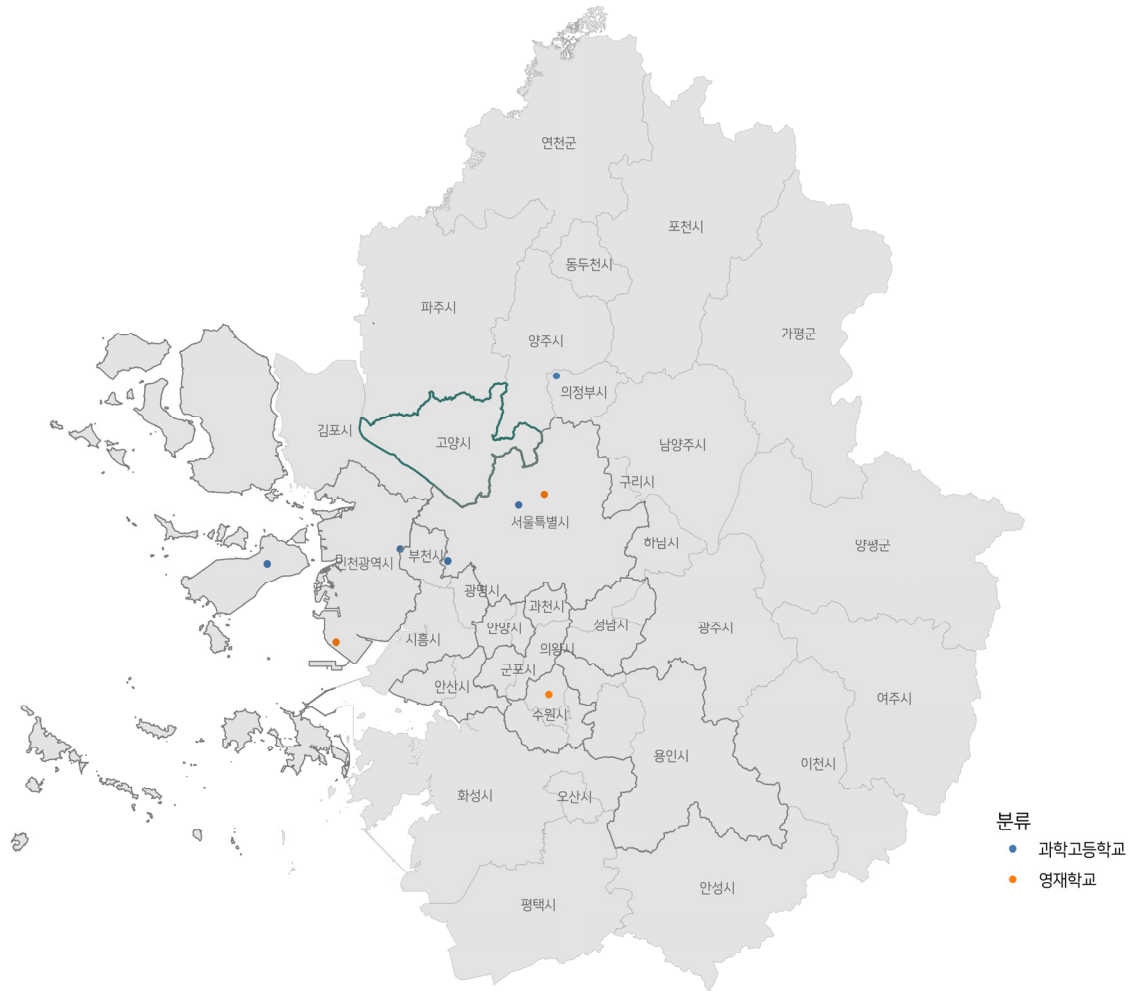 연천군
포천시
동두천시
파주시
가평군
양주시
의정부시
김포시
고양시
남양주시
구리시
서울특별시
하남시
양평군
인천광역시
부천시
광명시
과천시
안양시
성남시
광주시
시흥시
의왕시
군포시
안산시
여주시
수원시
용인시
이천시
화성시
오산시
안성시
평택시
분류
과학고등학교
영재학교